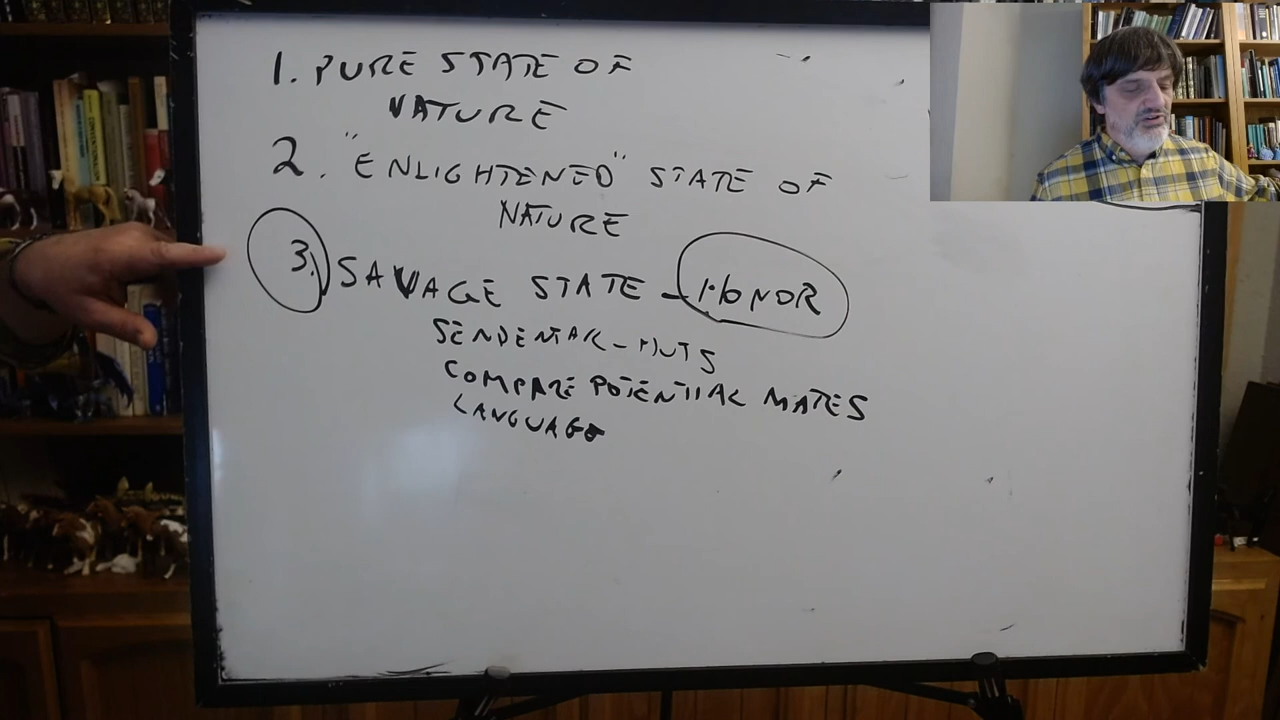 1. PURE STATE OF
NATURE
2. "ENLIGHTENED" STATE OF
NATURE
3. SAVAGE STATE - HONOR
SENDENTAR - HUTS
COMPARE POTENTIAL MATES
LANGUAGE